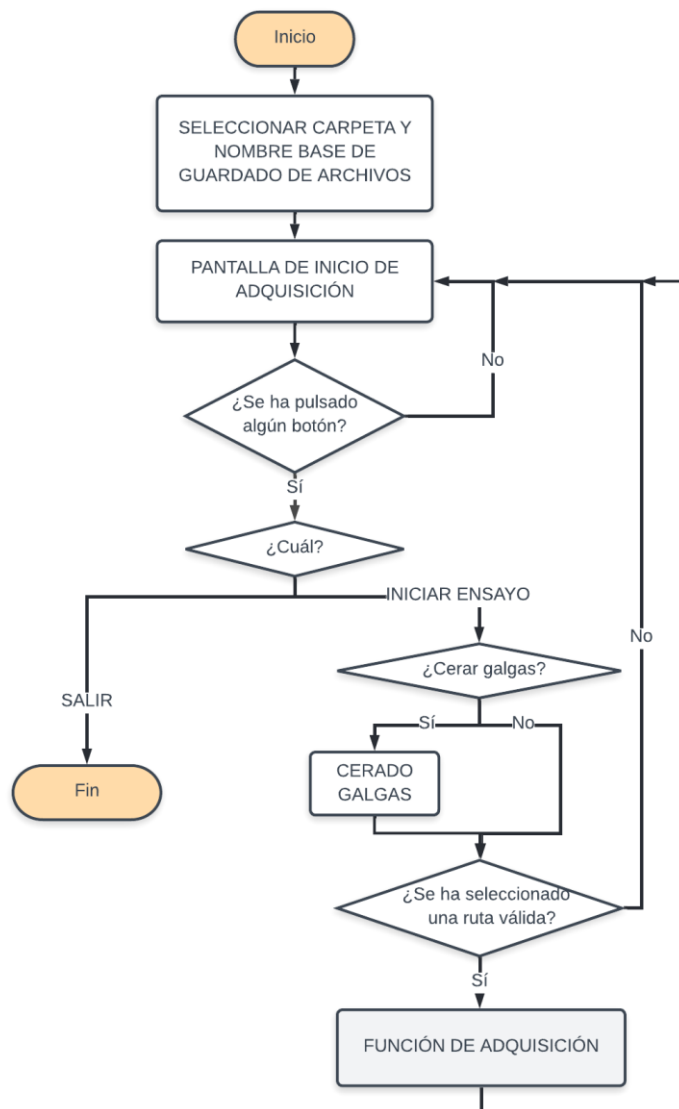 Inicio
SELECCIONAR CARPETA Y
NOMBRE BASE DE
GUARDADO DE ARCHIVOS
PANTALLA DE INICIO DE
ADQUISICIÓN
No
¿Se ha pulsado
algún botón?
Sí
¿Cuál?
INICIAR ENSAYO
No
¿Cerar galgas?
SALIR
Sí
No
CERADO
GALGAS
Fin
¿Se ha seleccionado
una ruta válida?
Sí
FUNCIÓN DE ADQUISICIÓN